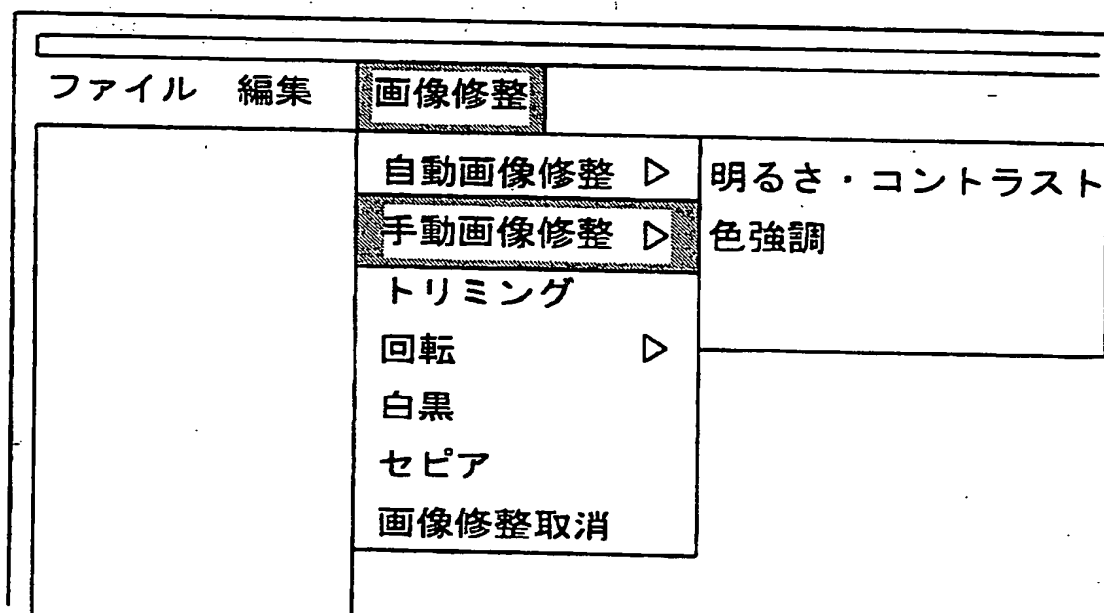 ファイル 編集 画像修整
自動画像修整 ▷
手動画像修整 ▷
トリミング
回転 ▷
白黒
セピア
画像修整取消
明るさ・コントラスト
色強調